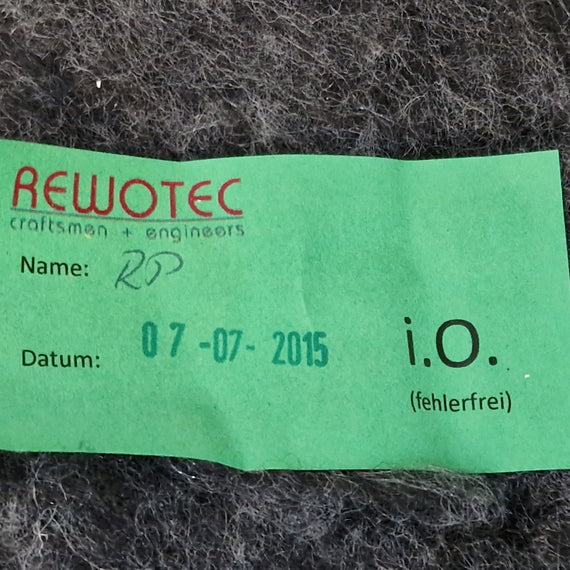 REWOTEC
craftsmen + engineers
Name: RP
Datum: 07-07-2015
i.O.
(fehlerfrei)